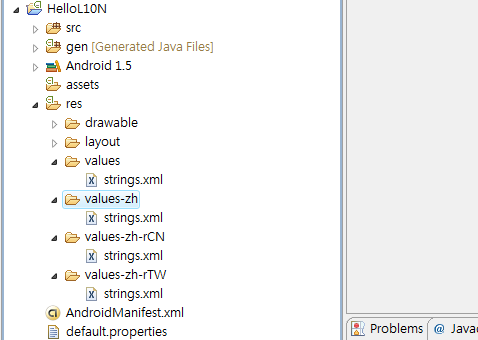 HelloL10N
src
gen [Generated Java Files]
Android 1.5
assets
res
drawable
layout
values
strings.xml
values-zh
strings.xml
values-zh-rCN
strings.xml
values-zh-rTW
strings.xml
AndroidManifest.xml
default.properties
Problems @ Javac